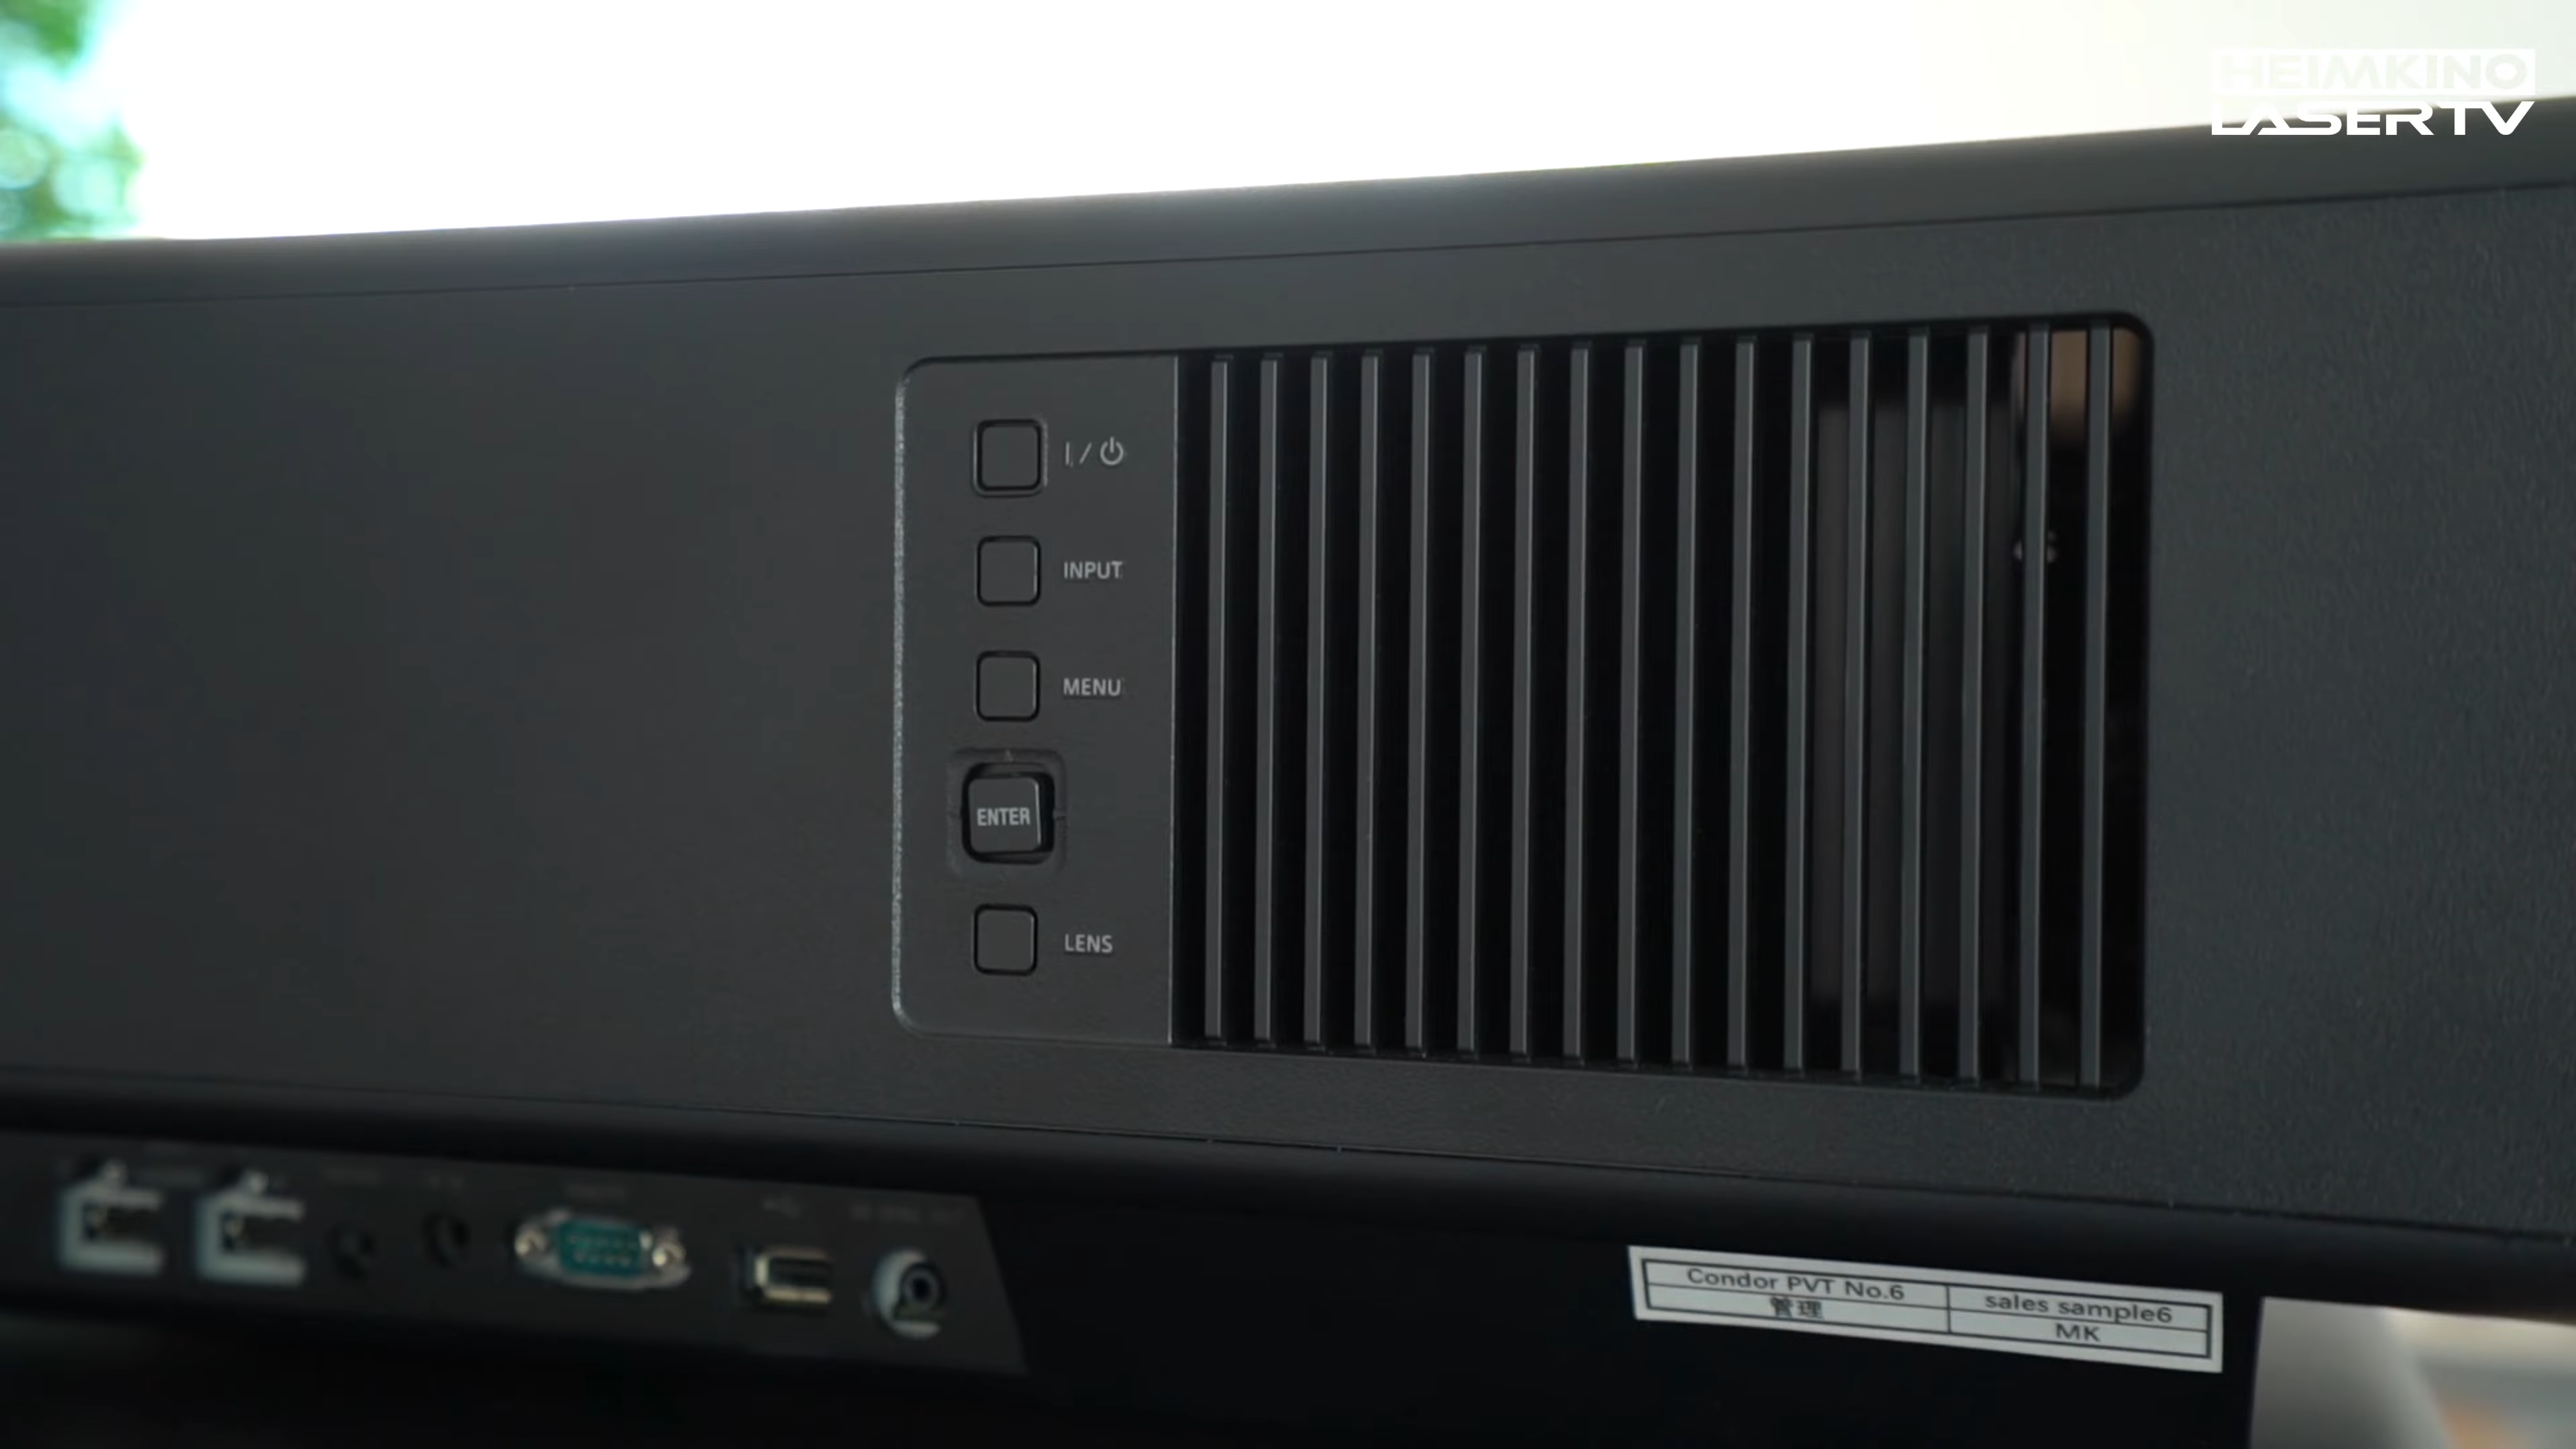 HEIMKINO
LASERTV
I / ⏻
INPUT
MENU
ENTER
LENS
Condor PVT No.6
sales sample6
管理
MK